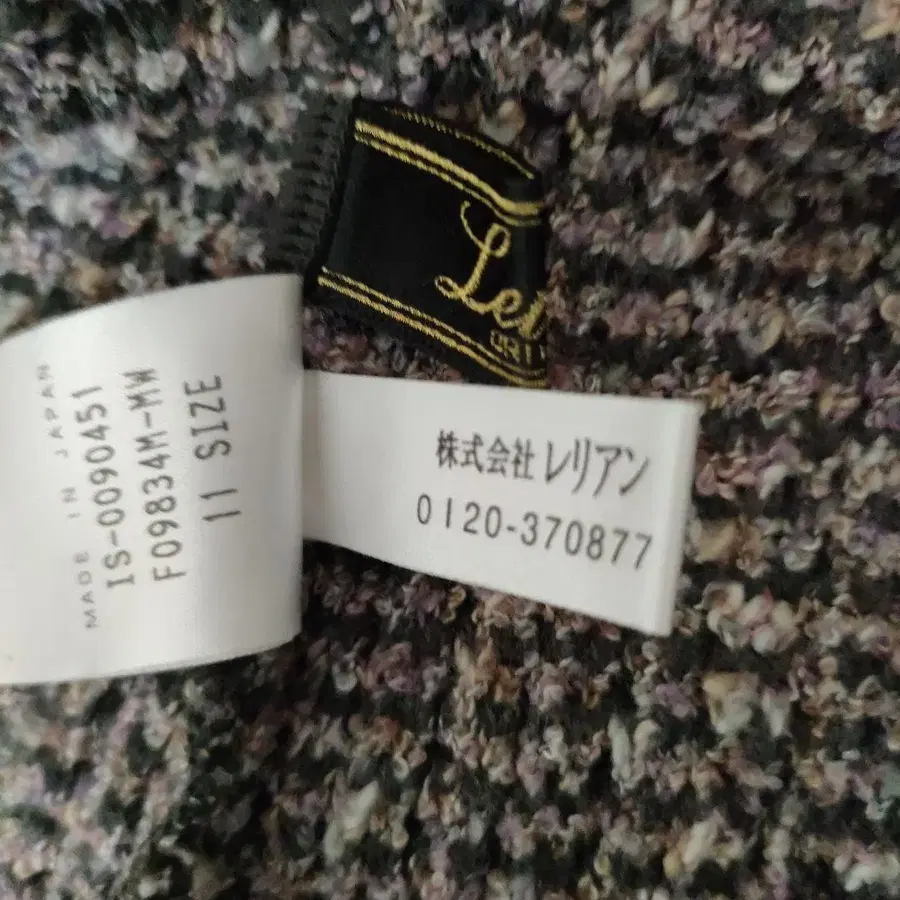 MADE IN JAPAN
IS-0090451
F09834M-MW
11 SIZE
株式会社レリアン
0120-370877